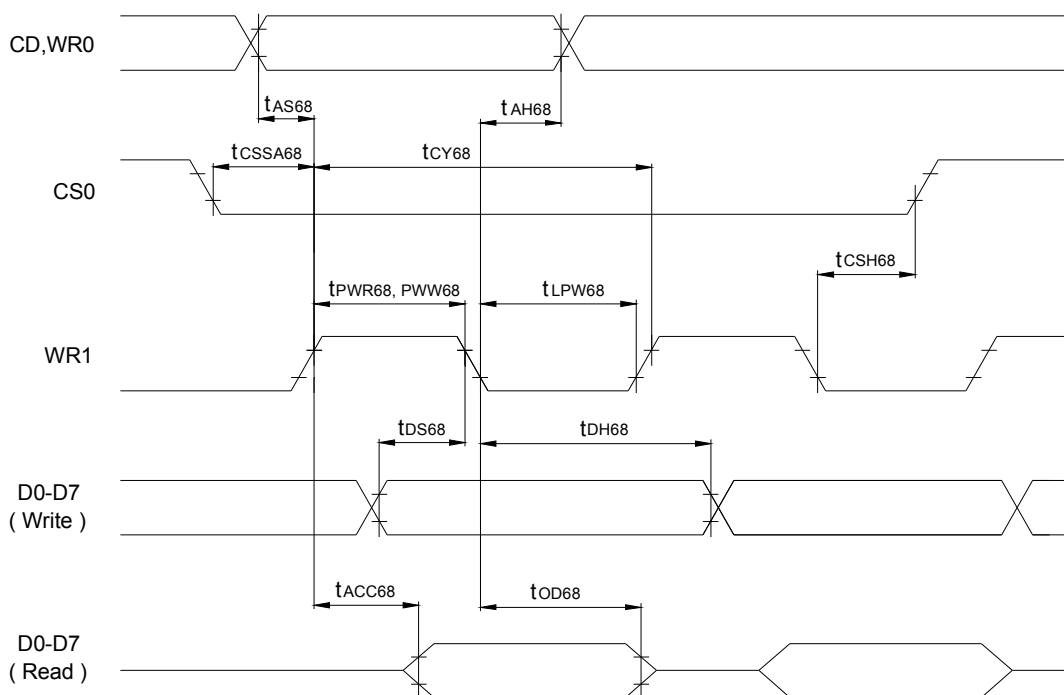 CD,WR0
tAS68
tAH68
tCSSA68
tCY68
CS0
tCSH68
tPWR68, PWW68
tLPW68
WR1
tDS68
tDH68
D0-D7
( Write )
tACC68
tOD68
D0-D7
( Read )